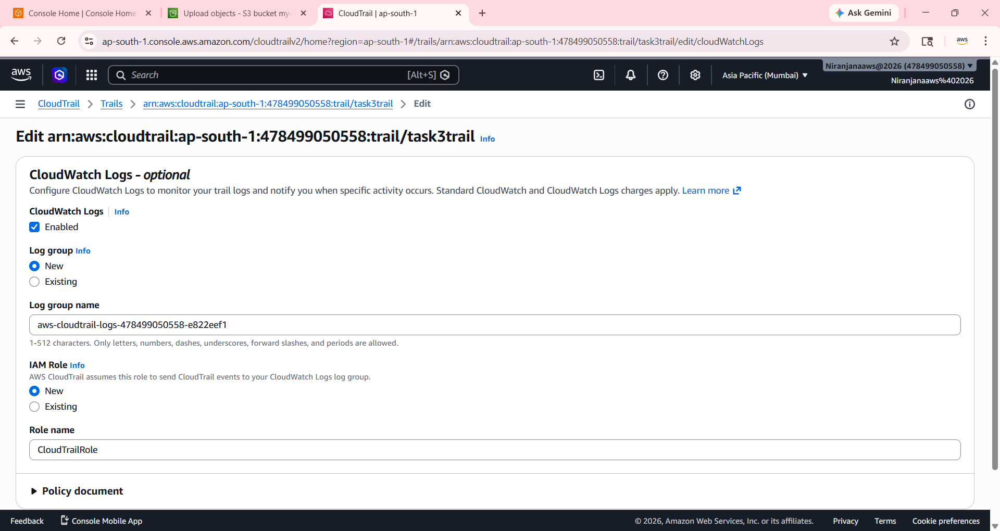 Console Home | Console Home
Upload objects - S3 bucket my-
CloudTrail | ap-south-1
Ask Gemini
ap-south-1.console.aws.amazon.com/cloudtrailv2/home?region=ap-south-1#/trails/arn:aws:cloudtrail:ap-south-1:478499050558:trail/task3trail/edit/cloudWatchLogs
aws
aws
Search
[Alt+S]
Asia Pacific (Mumbai)
Niranjanaaws@2026 (478499050558)
Niranjanaaws%402026
CloudTrail
Trails
arn:aws:cloudtrail:ap-south-1:478499050558:trail/task3trail
Edit
Edit arn:aws:cloudtrail:ap-south-1:478499050558:trail/task3trail Info
CloudWatch Logs - optional
Configure CloudWatch Logs to monitor your trail logs and notify you when specific activity occurs. Standard CloudWatch and CloudWatch Logs charges apply. Learn more
CloudWatch Logs Info
Enabled
Log group Info
New
Existing
Log group name
aws-cloudtrail-logs-478499050558-e822eef1
1-512 characters. Only letters, numbers, dashes, underscores, forward slashes, and periods are allowed.
IAM Role Info
AWS CloudTrail assumes this role to send CloudTrail events to your CloudWatch Logs log group.
New
Existing
Role name
CloudTrailRole
Policy document
Feedback
Console Mobile App
© 2026, Amazon Web Services, Inc. or its affiliates.
Privacy
Terms
Cookie preferences